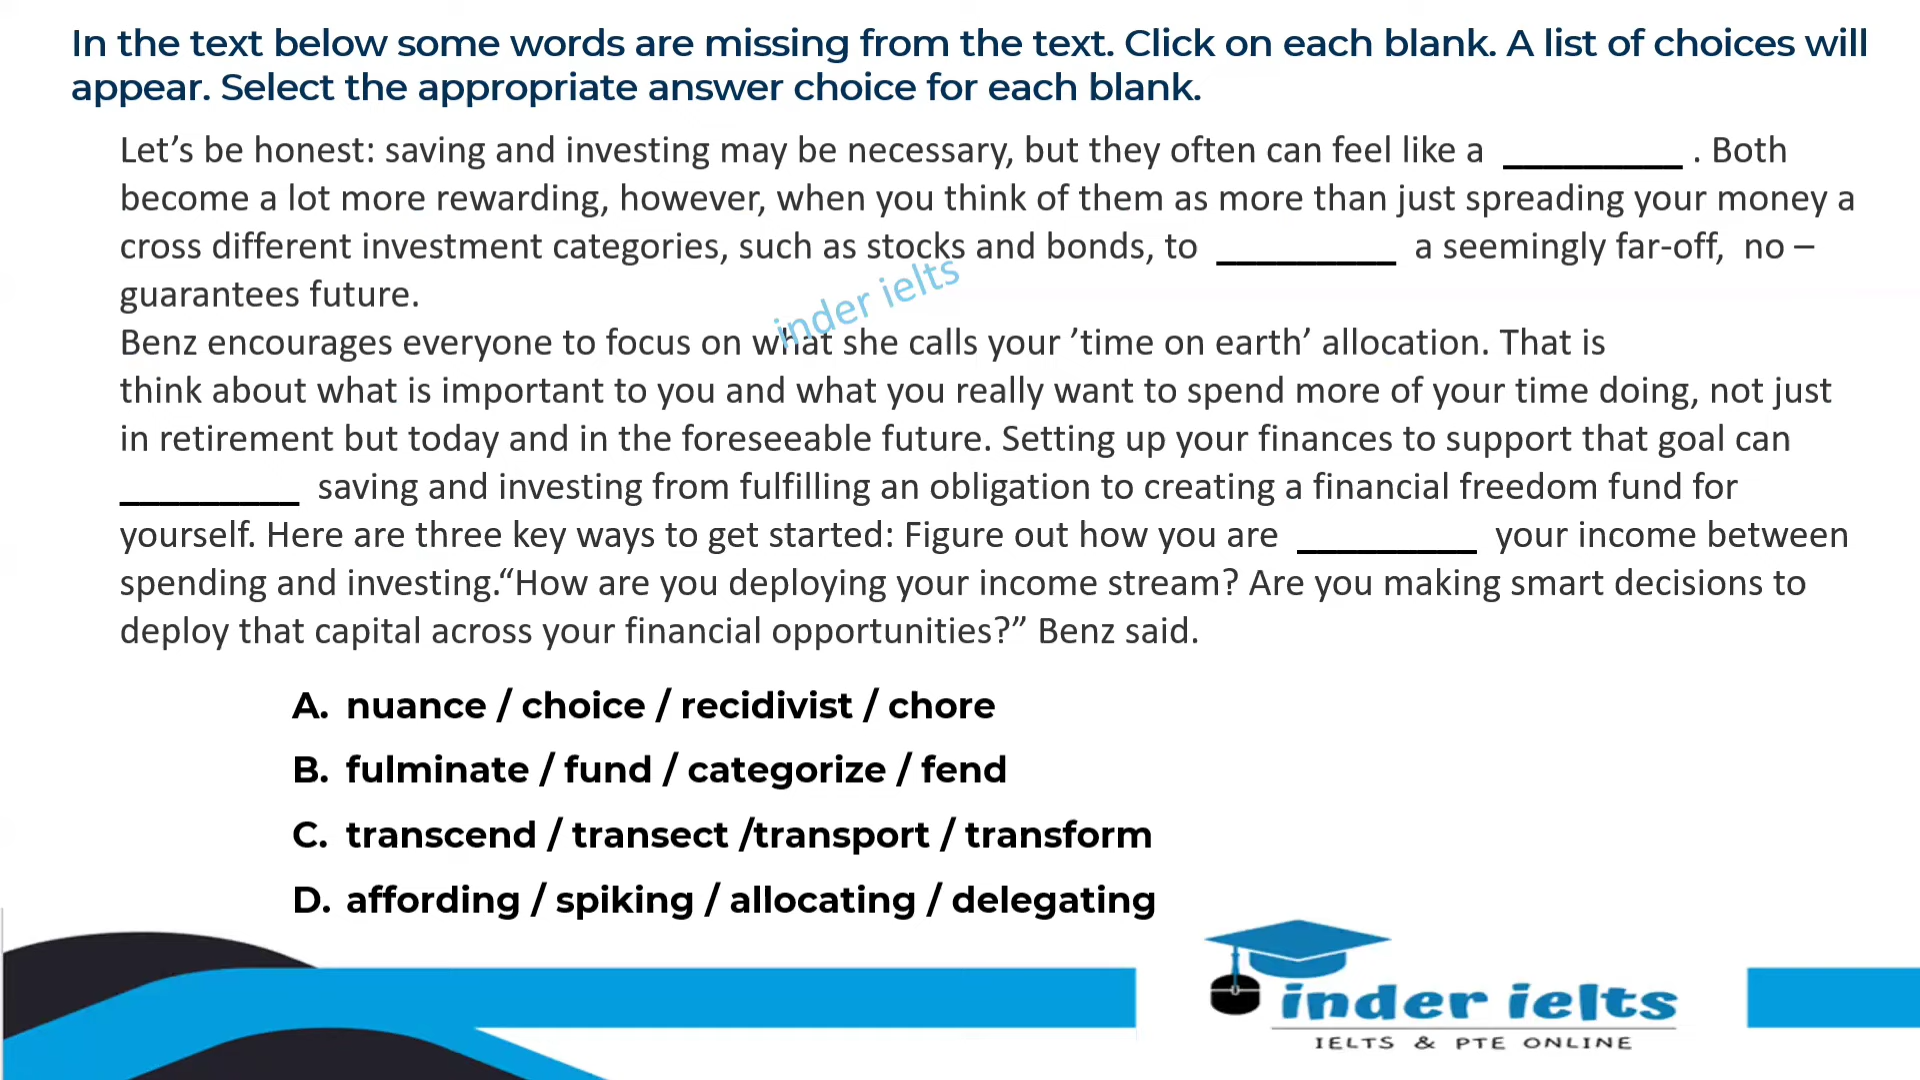 In the text below some words are missing from the text. Click on each blank. A list of choices will
appear. Select the appropriate answer choice for each blank.
Let’s be honest: saving and investing may be necessary, but they often can feel like a _________ . Both
become a lot more rewarding, however, when you think of them as more than just spreading your money a
cross different investment categories, such as stocks and bonds, to _________ a seemingly far-off, no –
guarantees future.
inder ielts
Benz encourages everyone to focus on what she calls your ’time on earth’ allocation. That is
think about what is important to you and what you really want to spend more of your time doing, not just
in retirement but today and in the foreseeable future. Setting up your finances to support that goal can
_________ saving and investing from fulfilling an obligation to creating a financial freedom fund for
yourself. Here are three key ways to get started: Figure out how you are _________ your income between
spending and investing.“How are you deploying your income stream? Are you making smart decisions to
deploy that capital across your financial opportunities?” Benz said.
A. nuance / choice / recidivist / chore
B. fulminate / fund / categorize / fend
C. transcend / transect /transport / transform
D. affording / spiking / allocating / delegating
inder ielts
IELTS & PTE ONLINE